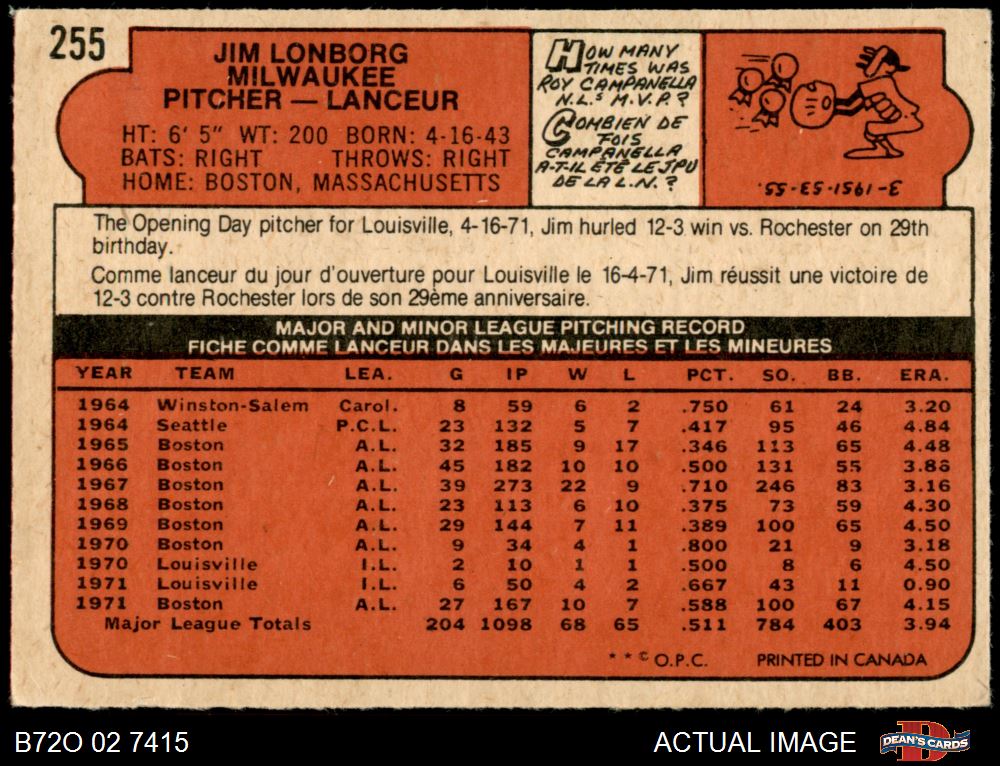 255
JIM LONBORG
MILWAUKEE
PITCHER — LANCEUR
HT: 6' 5" WT: 200 BORN: 4-16-43
BATS: RIGHT THROWS: RIGHT
HOME: BOSTON, MASSACHUSETTS
HOW MANY
TIMES WAS
ROY CAMPANELLA
N.L.'S M.V.P.?
COMBIEN DE
FOIS
CAMPANELLA
A-T-IL ÉTÉ LE JPU
DE LA L.N.?
3-1951-53-55.
The Opening Day pitcher for Louisville, 4-16-71, Jim hurled 12-3 win vs. Rochester on 29th
birthday.
Comme lanceur du jour d'ouverture pour Louisville le 16-4-71, Jim réussit une victoire de
12-3 contre Rochester lors de son 29ème anniversaire.
MAJOR AND MINOR LEAGUE PITCHING RECORD
FICHE COMME LANCEUR DANS LES MAJEURES ET LES MINEURES
YEAR TEAM LEA. G IP W L PCT. SO. BB. ERA.
1964 Winston-Salem Carol. 8 59 6 2 .750 61 24 3.20
1964 Seattle P.C.L. 23 132 5 7 .417 95 46 4.84
1965 Boston A.L. 32 185 9 17 .346 113 65 4.48
1966 Boston A.L. 45 182 10 10 .500 131 55 3.86
1967 Boston A.L. 39 273 22 9 .710 246 83 3.16
1968 Boston A.L. 23 113 6 10 .375 73 59 4.30
1969 Boston A.L. 29 144 7 11 .389 100 65 4.50
1970 Boston A.L. 9 34 4 1 .800 21 9 3.18
1970 Louisville I.L. 2 10 1 1 .500 8 6 4.50
1971 Louisville I.L. 6 50 4 2 .667 43 11 0.90
1971 Boston A.L. 27 167 10 7 .588 100 67 4.15
Major League Totals 204 1098 68 65 .511 784 403 3.94
* * © O.P.C. PRINTED IN CANADA
B72O 02 7415
ACTUAL IMAGE
DEAN'S CARDS